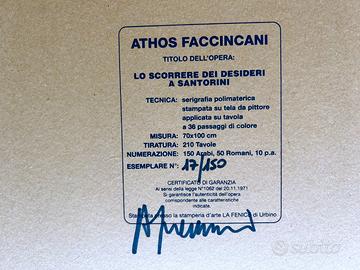 ATHOS FACCINCANI
TITOLO DELL'OPERA:
LO SCORRERE DEI DESIDERI
A SANTORINI
TECNICA: serigrafia polimaterica
stampata su tela da pittore
applicata su tavola
a 36 passaggi di colore
MISURA: 70x100 cm
TIRATURA: 210 Tavole
NUMERAZIONE: 150 Arabi, 50 Romani, 10 p.a.
ESEMPLARE N°: 17/150
CERTIFICATO DI GARANZIA
Ai sensi della legge N°1062 del 20.11.1971
Si garantisce l'autenticità dell'opera
corrispondente alle caratteristiche
indicate.
Stampata presso la stamperia d'arte LA FENICE di Urbino
subito